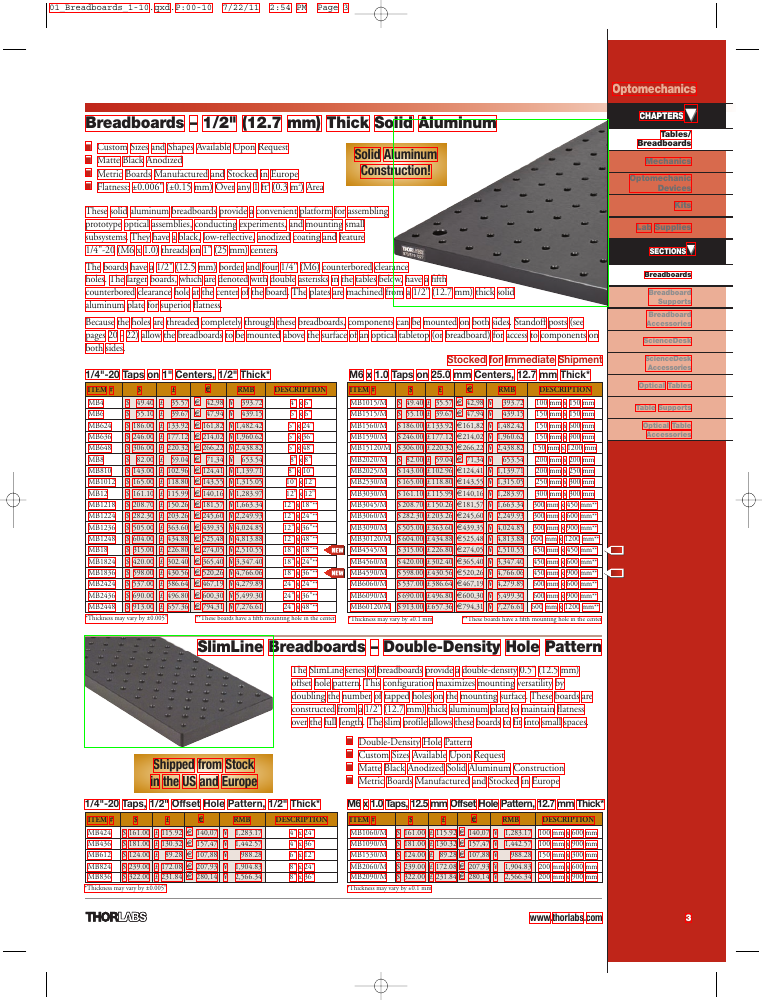 01 Breadboards 1-10.qxd.P:00-10 7/22/11 2:54 PM Page 3
Optomechanics
CHAPTERS
Tables/
Breadboards
Mechanics
Optomechanic
Devices
Kits
Lab Supplies
SECTIONS
Breadboards
Breadboard
Supports
Breadboard
Accessories
ScienceDesk
ScienceDesk
Accessories
Optical Tables
Table Supports
Optical Table
Accessories
Breadboards – 1/2" (12.7 mm) Thick Solid Aluminum
Custom Sizes and Shapes Available Upon Request
Matte Black Anodized
Metric Boards Manufactured and Stocked in Europe
Flatness: ±0.006" (±0.15 mm) Over any 1 ft² (0.3 m²) Area
Solid Aluminum
Construction!
These solid aluminum breadboards provide a convenient platform for assembling
prototype optical assemblies, conducting experiments, and mounting small
subsystems. They have a black, low-reflective, anodized coating and feature
1/4"-20 (M6 x 1.0) threads on 1" (25 mm) centers.
The boards have a 1/2" (12.5 mm) border and four 1/4" (M6) counterbored clearance
holes. The larger boards, which are denoted with double asterisks in the tables below, have a fifth
counterbored clearance hole at the center of the board. The plates are machined from a 1/2" (12.7 mm) thick solid
aluminum plate for superior flatness.
Because the holes are threaded completely through these breadboards, components can be mounted on both sides. Standoff posts (see
pages 20 - 22) allow the breadboards to be mounted above the surface of an optical tabletop (or breadboard) for access to components on
both sides.
Stocked for Immediate Shipment
1/4"-20 Taps on 1" Centers, 1/2" Thick*
ITEM # $ £ € RMB DESCRIPTION
MB4 $ 49.40 £ 35.57 € 42,98 ¥ 393.72 4" x 6"
MB6 $ 55.10 £ 39.67 € 47,94 ¥ 439.15 6" x 6"
MB624 $ 186.00 £ 133.92 € 161,82 ¥ 1,482.42 6" x 24"
MB636 $ 246.00 £ 177.12 € 214,02 ¥ 1,960.62 6" x 36"
MB648 $ 306.00 £ 220.32 € 266,22 ¥ 2,438.82 6" x 48"
MB8 $ 82.00 £ 59.04 € 71,34 ¥ 653.54 8" x 8"
MB810 $ 143.00 £ 102.96 € 124,41 ¥ 1,139.71 8" x 10"
MB1012 $ 165.00 £ 118.80 € 143,55 ¥ 1,315.05 10" x 12"
MB12 $ 161.10 £ 115.99 € 140,16 ¥ 1,283.97 12" x 12"
MB1218 $ 208.70 £ 150.26 € 181,57 ¥ 1,663.34 12" x 18"**
MB1224 $ 282.30 £ 203.26 € 245,60 ¥ 2,249.93 12" x 24"**
MB1236 $ 505.00 £ 363.60 € 439,35 ¥ 4,024.85 12" x 36"**
MB1248 $ 604.00 £ 434.88 € 525,48 ¥ 4,813.88 12" x 48"**
MB18 $ 315.00 £ 226.80 € 274,05 ¥ 2,510.55 18" x 18"** NEW
MB1824 $ 420.00 £ 302.40 € 365,40 ¥ 3,347.40 18" x 24"**
MB1836 $ 598.00 £ 430.56 € 520,26 ¥ 4,766.06 18" x 36"** NEW
MB2424 $ 537.00 £ 386.64 € 467,19 ¥ 4,279.89 24" x 24"**
MB2436 $ 690.00 £ 496.80 € 600,30 ¥ 5,499.30 24" x 36"**
MB2448 $ 913.00 £ 657.36 € 794,31 ¥ 7,276.61 24" x 48"**
*Thickness may vary by ±0.005" **These boards have a fifth mounting hole in the center
M6 x 1.0 Taps on 25.0 mm Centers, 12.7 mm Thick*
ITEM # $ £ € RMB DESCRIPTION
MB1015/M $ 49.40 £ 35.57 € 42,98 ¥ 393.72 100 mm x 150 mm
MB1515/M $ 55.10 £ 39.67 € 47,94 ¥ 439.15 150 mm x 150 mm
MB1560/M $ 186.00 £ 133.92 € 161,82 ¥ 1,482.42 150 mm x 600 mm
MB1590/M $ 246.00 £ 177.12 € 214,02 ¥ 1,960.62 150 mm x 900 mm
MB15120/M $ 306.00 £ 220.32 € 266,22 ¥ 2,438.82 150 mm x 1200 mm
MB2020/M $ 82.00 £ 59.04 € 71,34 ¥ 653.54 200 mm x 200 mm
MB2025/M $ 143.00 £ 102.96 € 124,41 ¥ 1,139.71 200 mm x 250 mm
MB2530/M $ 165.00 £ 118.80 € 143,55 ¥ 1,315.05 250 mm x 300 mm
MB3030/M $ 161.10 £ 115.99 € 140,16 ¥ 1,283.97 300 mm x 300 mm
MB3045/M $ 208.70 £ 150.26 € 181,57 ¥ 1,663.34 300 mm x 450 mm**
MB3060/M $ 282.30 £ 203.26 € 245,60 ¥ 2,249.93 300 mm x 600 mm**
MB3090/M $ 505.00 £ 363.60 € 439,35 ¥ 4,024.85 300 mm x 900 mm**
MB30120/M $ 604.00 £ 434.88 € 525,48 ¥ 4,813.88 300 mm x 1200 mm**
MB4545/M $ 315.00 £ 226.80 € 274,05 ¥ 2,510.55 450 mm x 450 mm**
MB4560/M $ 420.00 £ 302.40 € 365,40 ¥ 3,347.40 450 mm x 600 mm**
MB4590/M $ 598.00 £ 430.56 € 520,26 ¥ 4,766.06 450 mm x 900 mm**
MB6060/M $ 537.00 £ 386.64 € 467,19 ¥ 4,279.89 600 mm x 600 mm**
MB6090/M $ 690.00 £ 496.80 € 600,30 ¥ 5,499.30 600 mm x 900 mm**
MB60120/M $ 913.00 £ 657.36 € 794,31 ¥ 7,276.61 600 mm x 1200 mm**
*Thickness may vary by ±0.1 mm **These boards have a fifth mounting hole in the center
SlimLine Breadboards – Double-Density Hole Pattern
The SlimLine series of breadboards provide a double-density 0.5" (12.5 mm)
offset hole pattern. This configuration maximizes mounting versatility by
doubling the number of tapped holes on the mounting surface. These boards are
constructed from a 1/2" (12.7 mm) thick aluminum plate to maintain flatness
over the full length. The slim profile allows these boards to fit into small spaces.
Double-Density Hole Pattern
Custom Sizes Available Upon Request
Matte Black Anodized Solid Aluminum Construction
Metric Boards Manufactured and Stocked in Europe
Shipped from Stock
in the US and Europe
1/4"-20 Taps, 1/2" Offset Hole Pattern, 1/2" Thick*
ITEM # $ £ € RMB DESCRIPTION
MB424 $ 161.00 £ 115.92 € 140,07 ¥ 1,283.17 4" x 24"
MB436 $ 181.00 £ 130.32 € 157,47 ¥ 1,442.57 4" x 36"
MB612 $ 124.00 £ 89.28 € 107,88 ¥ 988.28 6" x 12"
MB824 $ 239.00 £ 172.08 € 207,93 ¥ 1,904.83 8" x 24"
MB836 $ 322.00 £ 231.84 € 280,14 ¥ 2,566.34 8" x 36"
*Thickness may vary by ±0.005"
M6 x 1.0 Taps, 12.5 mm Offset Hole Pattern, 12.7 mm Thick*
ITEM # $ £ € RMB DESCRIPTION
MB1060/M $ 161.00 £ 115.92 € 140,07 ¥ 1,283.17 100 mm x 600 mm
MB1090/M $ 181.00 £ 130.32 € 157,47 ¥ 1,442.57 100 mm x 900 mm
MB1530/M $ 124.00 £ 89.28 € 107,88 ¥ 988.28 150 mm x 300 mm
MB2060/M $ 239.00 £ 172.08 € 207,93 ¥ 1,904.83 200 mm x 600 mm
MB2090/M $ 322.00 £ 231.84 € 280,14 ¥ 2,566.34 200 mm x 900 mm
*Thickness may vary by ±0.1 mm
THORLABS
www.thorlabs.com
3